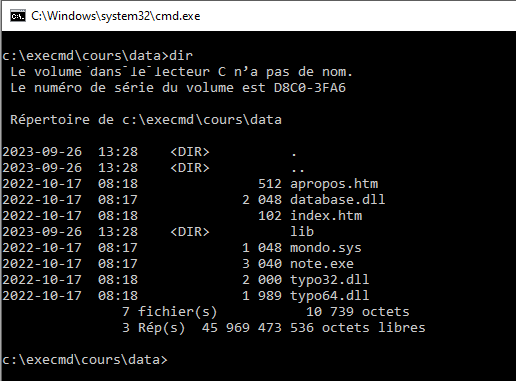 C:\Windows\system32\cmd.exe
c:\execmd\cours\data>dir
Le volume dans le lecteur C n'a pas de nom.
Le numéro de série du volume est D8C0-3FA6
Répertoire de c:\execmd\cours\data
2023-09-26 13:28 <DIR> .
2023-09-26 13:28 <DIR> ..
2022-10-17 08:18 512 apropos.htm
2022-10-17 08:17 2 048 database.dll
2022-10-17 08:18 102 index.htm
2023-09-26 13:28 <DIR> lib
2022-10-17 08:17 1 048 mondo.sys
2022-10-17 08:17 3 040 note.exe
2022-10-17 08:18 2 000 typo32.dll
2022-10-17 08:18 1 989 typo64.dll
7 fichier(s) 10 739 octets
3 Rép(s) 45 969 473 536 octets libres
c:\execmd\cours\data>